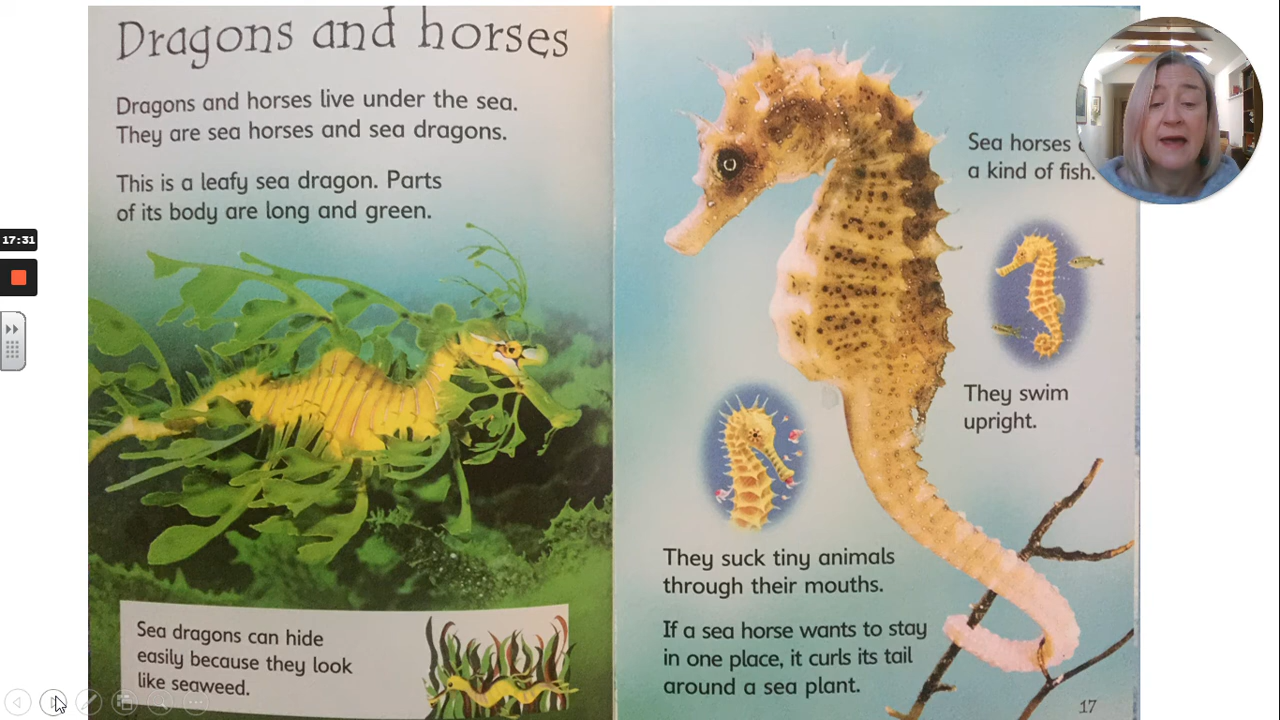 Dragons and horses
Dragons and horses live under the sea.
They are sea horses and sea dragons.
This is a leafy sea dragon. Parts
of its body are long and green.
Sea dragons can hide
easily because they look
like seaweed.
Sea horses
a kind of fish.
They swim
upright.
They suck tiny animals
through their mouths.
If a sea horse wants to stay
in one place, it curls its tail
around a sea plant.
17
17:31